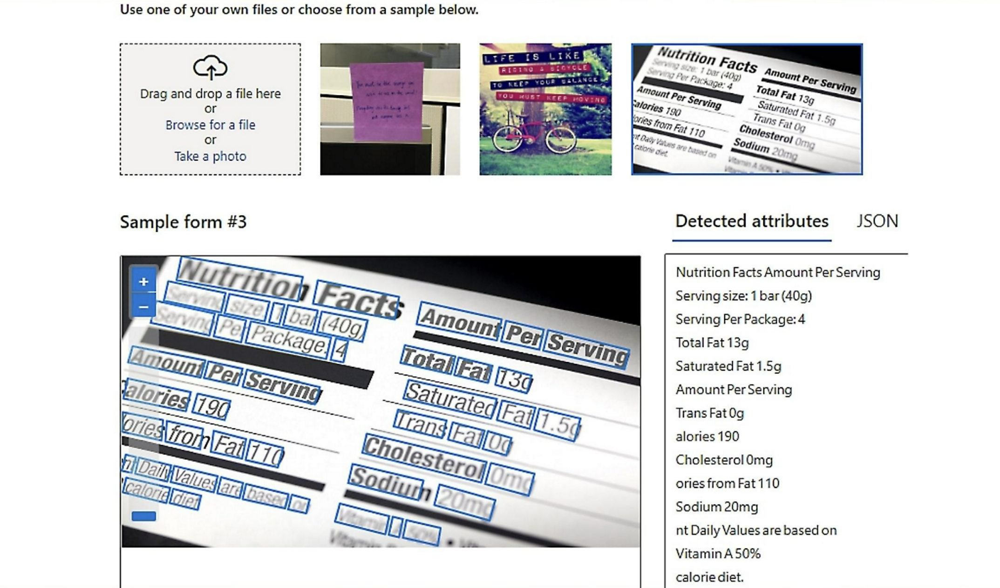 Use one of your own files or choose from a sample below.
Drag and drop a file here
or
Browse for a file
or
Take a photo
LIFE IS LIKE
RIDING A BICYCLE
TO KEEP YOUR BALANCE
YOU MUST KEEP MOVING
Nutrition Facts
Serving size: 1 bar (40g)
Serving Per Package: 4
Amount Per Serving
alories 190
ories from Fat 110
nt Daily Values are based on
calorie diet.
Amount Per Serving
Total Fat 13g
Saturated Fat 1.5g
Trans Fat 0g
Cholesterol 0mg
Sodium 20mg
Vitamin A 50% •
Sample form #3
Detected attributes
JSON
+
−
Nutrition Facts
Serving size: 1 bar (40g)
Serving Per Package: 4
Amount Per Serving
alories 190
ories from Fat 110
nt Daily Values are based on
calorie diet
Amount Per Serving
Total Fat 13g
Saturated Fat 1.5g
Trans Fat 0g
Cholesterol 0mg
Sodium 20mg
Vitamin A 50% •
Vitamin
Nutrition Facts Amount Per Serving
Serving size: 1 bar (40g)
Serving Per Package: 4
Total Fat 13g
Saturated Fat 1.5g
Amount Per Serving
Trans Fat 0g
alories 190
Cholesterol 0mg
ories from Fat 110
Sodium 20mg
nt Daily Values are based on
Vitamin A 50%
calorie diet.